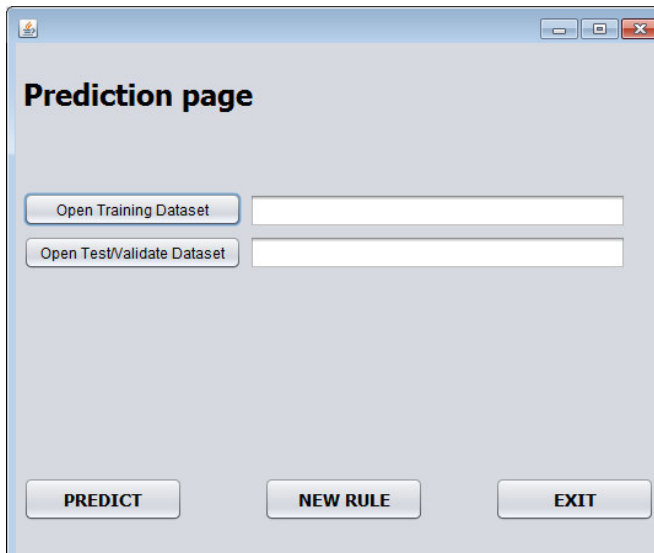 Prediction page
Open Training Dataset
Open Test/Validate Dataset
PREDICT NEW RULE EXIT